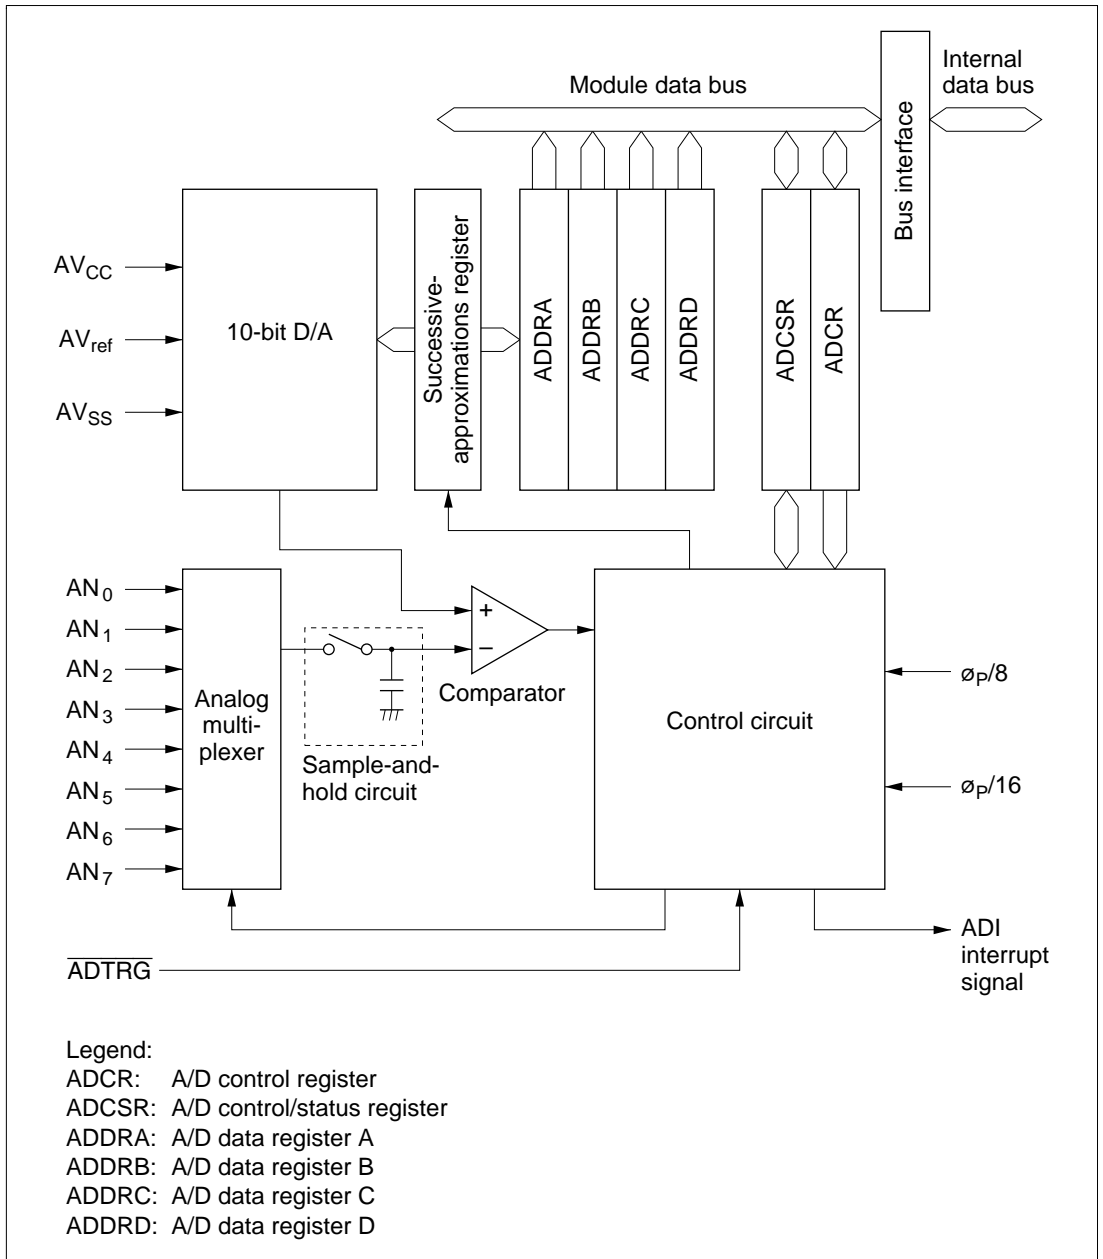 Internal
data bus
Module data bus
Bus interface
AVCC
AVref
AVSS
10-bit D/A
Successive-
approximations register
ADDRA
ADDRB
ADDRC
ADDRD
ADCSR
ADCR
AN0
AN1
AN2
AN3
AN4
AN5
AN6
AN7
Analog
multi-
plexer
Sample-and-
hold circuit
+
−
Comparator
Control circuit
øP/8
øP/16
ADI
interrupt
signal
ADTRG
Legend:
ADCR: A/D control register
ADCSR: A/D control/status register
ADDRA: A/D data register A
ADDRB: A/D data register B
ADDRC: A/D data register C
ADDRD: A/D data register D